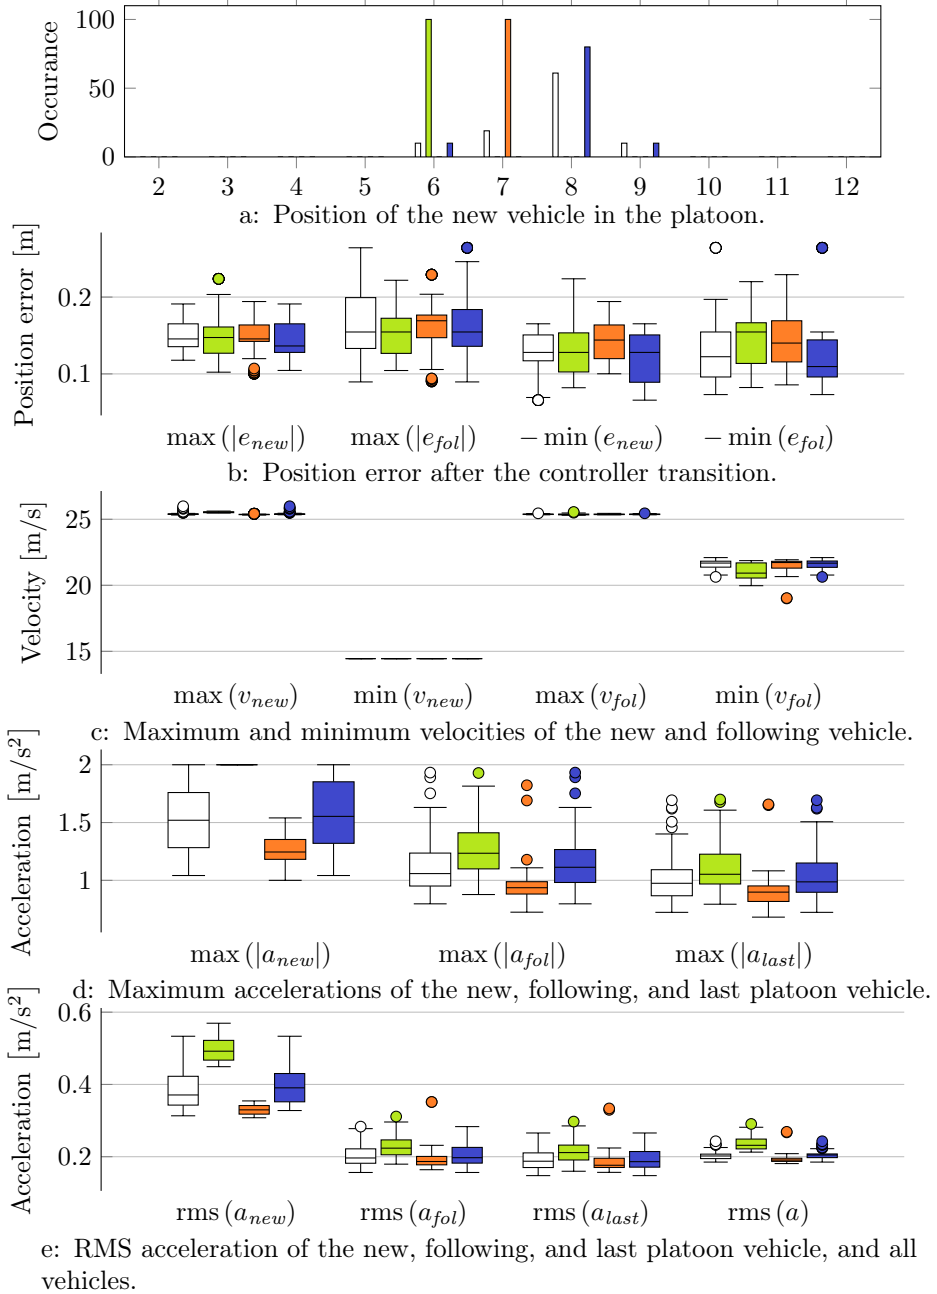 100
50
0
Occurance
2 3 4 5 6 7 8 9 10 11 12
a: Position of the new vehicle in the platoon.
0.2
0.1
Position error [m]
max (|e_new|) max (|e_fol|) − min (e_new) − min (e_fol)
b: Position error after the controller transition.
25
20
15
Velocity [m/s]
max (v_new) min (v_new) max (v_fol) min (v_fol)
c: Maximum and minimum velocities of the new and following vehicle.
2
1.5
1
Acceleration [m/s²]
max (|a_new|) max (|a_fol|) max (|a_last|)
d: Maximum accelerations of the new, following, and last platoon vehicle.
0.6
0.4
0.2
Acceleration [m/s²]
rms (a_new) rms (a_fol) rms (a_last) rms (a)
e: RMS acceleration of the new, following, and last platoon vehicle, and all
vehicles.